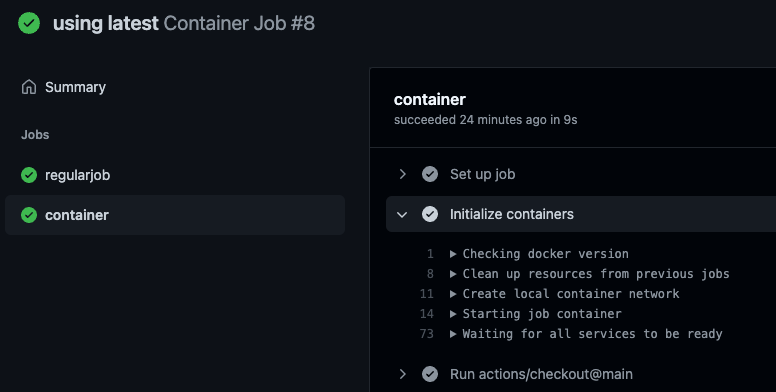 using latest Container Job #8
Summary
Jobs
regularjob
container
container
succeeded 24 minutes ago in 9s
Set up job
Initialize containers
1 Checking docker version
8 Clean up resources from previous jobs
11 Create local container network
14 Starting job container
73 Waiting for all services to be ready
Run actions/checkout@main